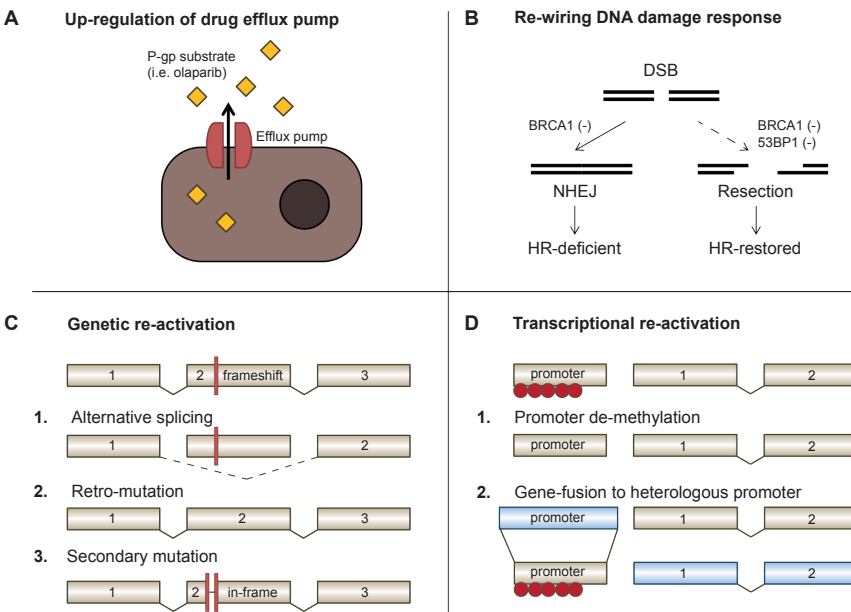 A Up-regulation of drug efflux pump
P-gp substrate
(i.e. olaparib)
Efflux pump
B Re-wiring DNA damage response
DSB
BRCA1 (-)
BRCA1 (-)
53BP1 (-)
NHEJ
Resection
HR-deficient
HR-restored
C Genetic re-activation
1 2 frameshift 3
1. Alternative splicing
1 2
2. Retro-mutation
1 2 3
3. Secondary mutation
1 2 in-frame 3
D Transcriptional re-activation
promoter 1 2
1. Promoter de-methylation
promoter 1 2
2. Gene-fusion to heterologous promoter
promoter 1 2
promoter 1 2